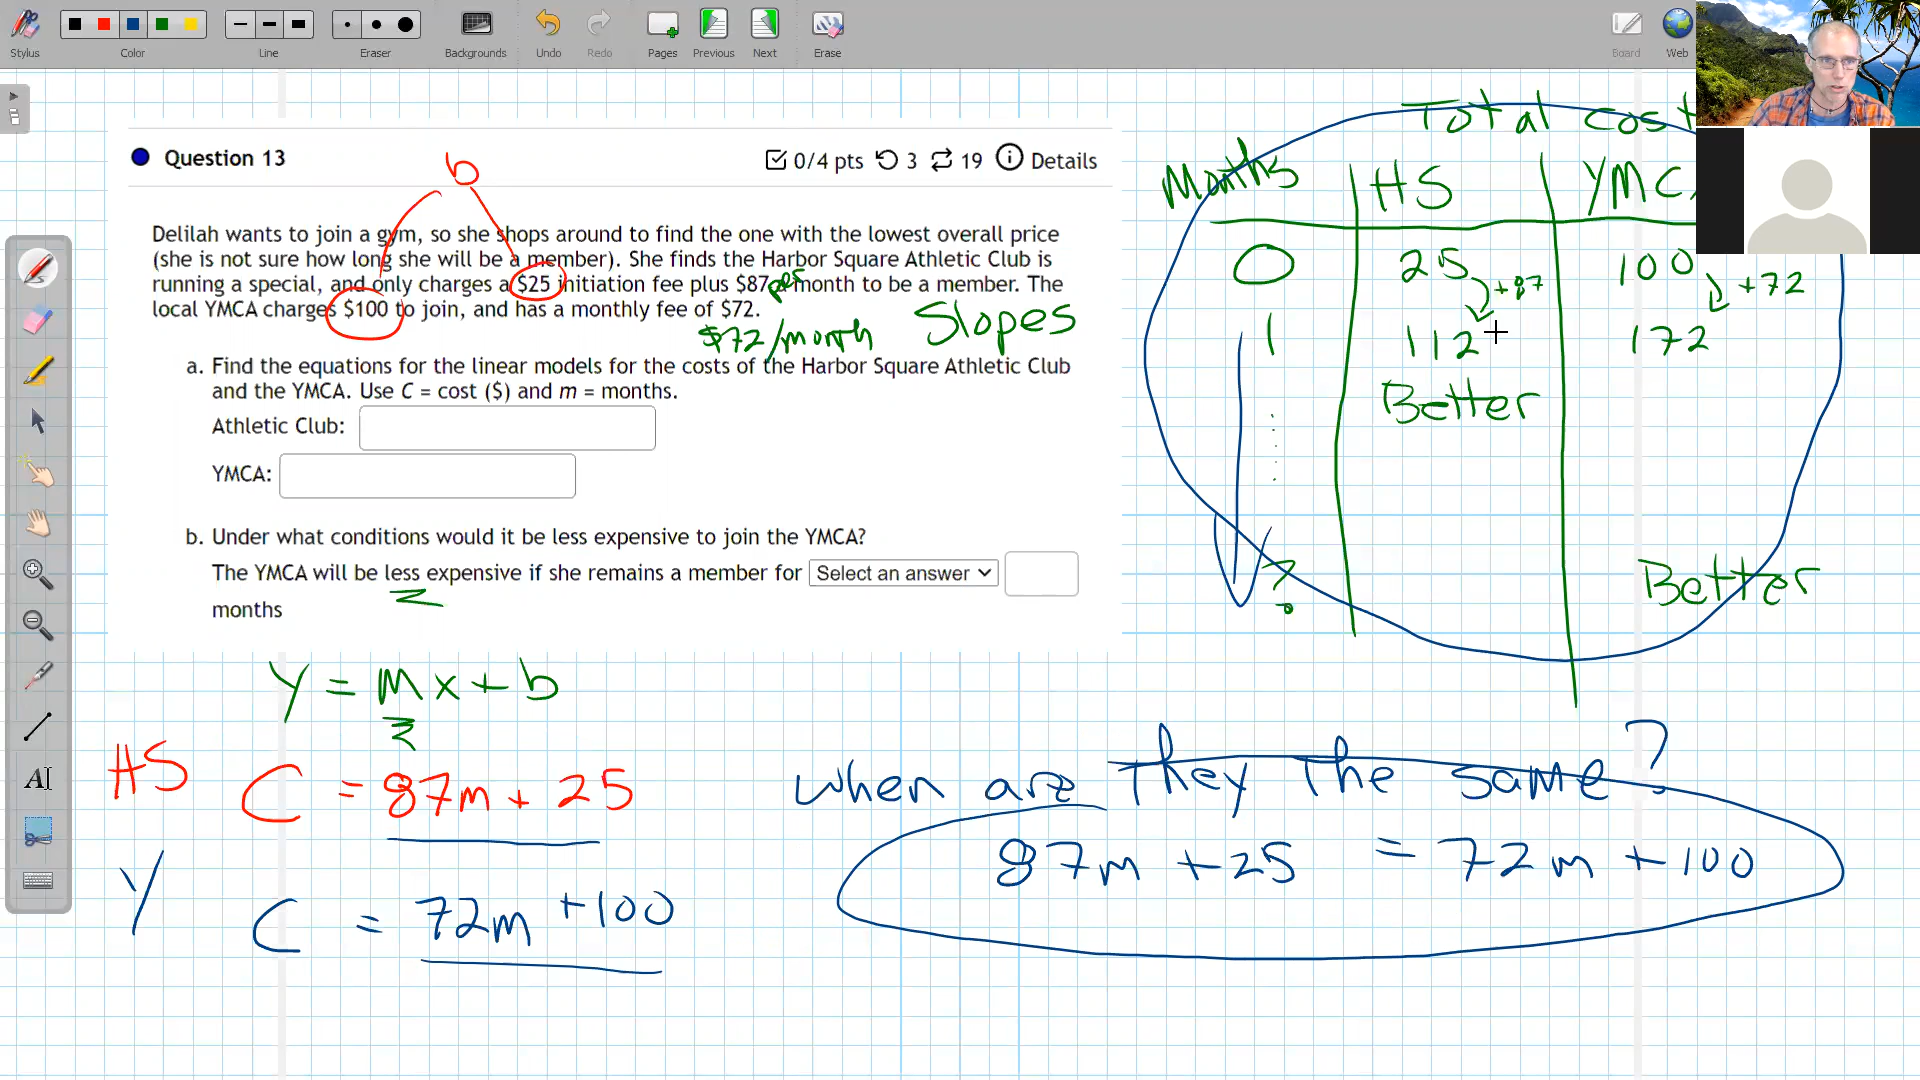 Stylus
Color
Line
Eraser
Backgrounds
Undo
Redo
Pages
Previous
Next
Erase
Board
Web
Question 13
0/4 pts 3 19 Details
b
Delilah wants to join a gym, so she shops around to find the one with the lowest overall price
(she is not sure how long she will be a member). She finds the Harbor Square Athletic Club is
running a special, and only charges a $25 initiation fee plus $87 per month to be a member. The
local YMCA charges $100 to join, and has a monthly fee of $72.
$72/month
Slopes
a. Find the equations for the linear models for the costs of the Harbor Square Athletic Club
and the YMCA. Use C = cost ($) and m = months.
Athletic Club:
YMCA:
b. Under what conditions would it be less expensive to join the YMCA?
The YMCA will be less expensive if she remains a member for Select an answer
months
Total cost
Months HS YMCA
0 25 100
+87 +72
1 112 172
Better
? Better
y = mx + b
HS C = 87m + 25
Y C = 72m + 100
when are they the same?
87m + 25 = 72m + 100
AI